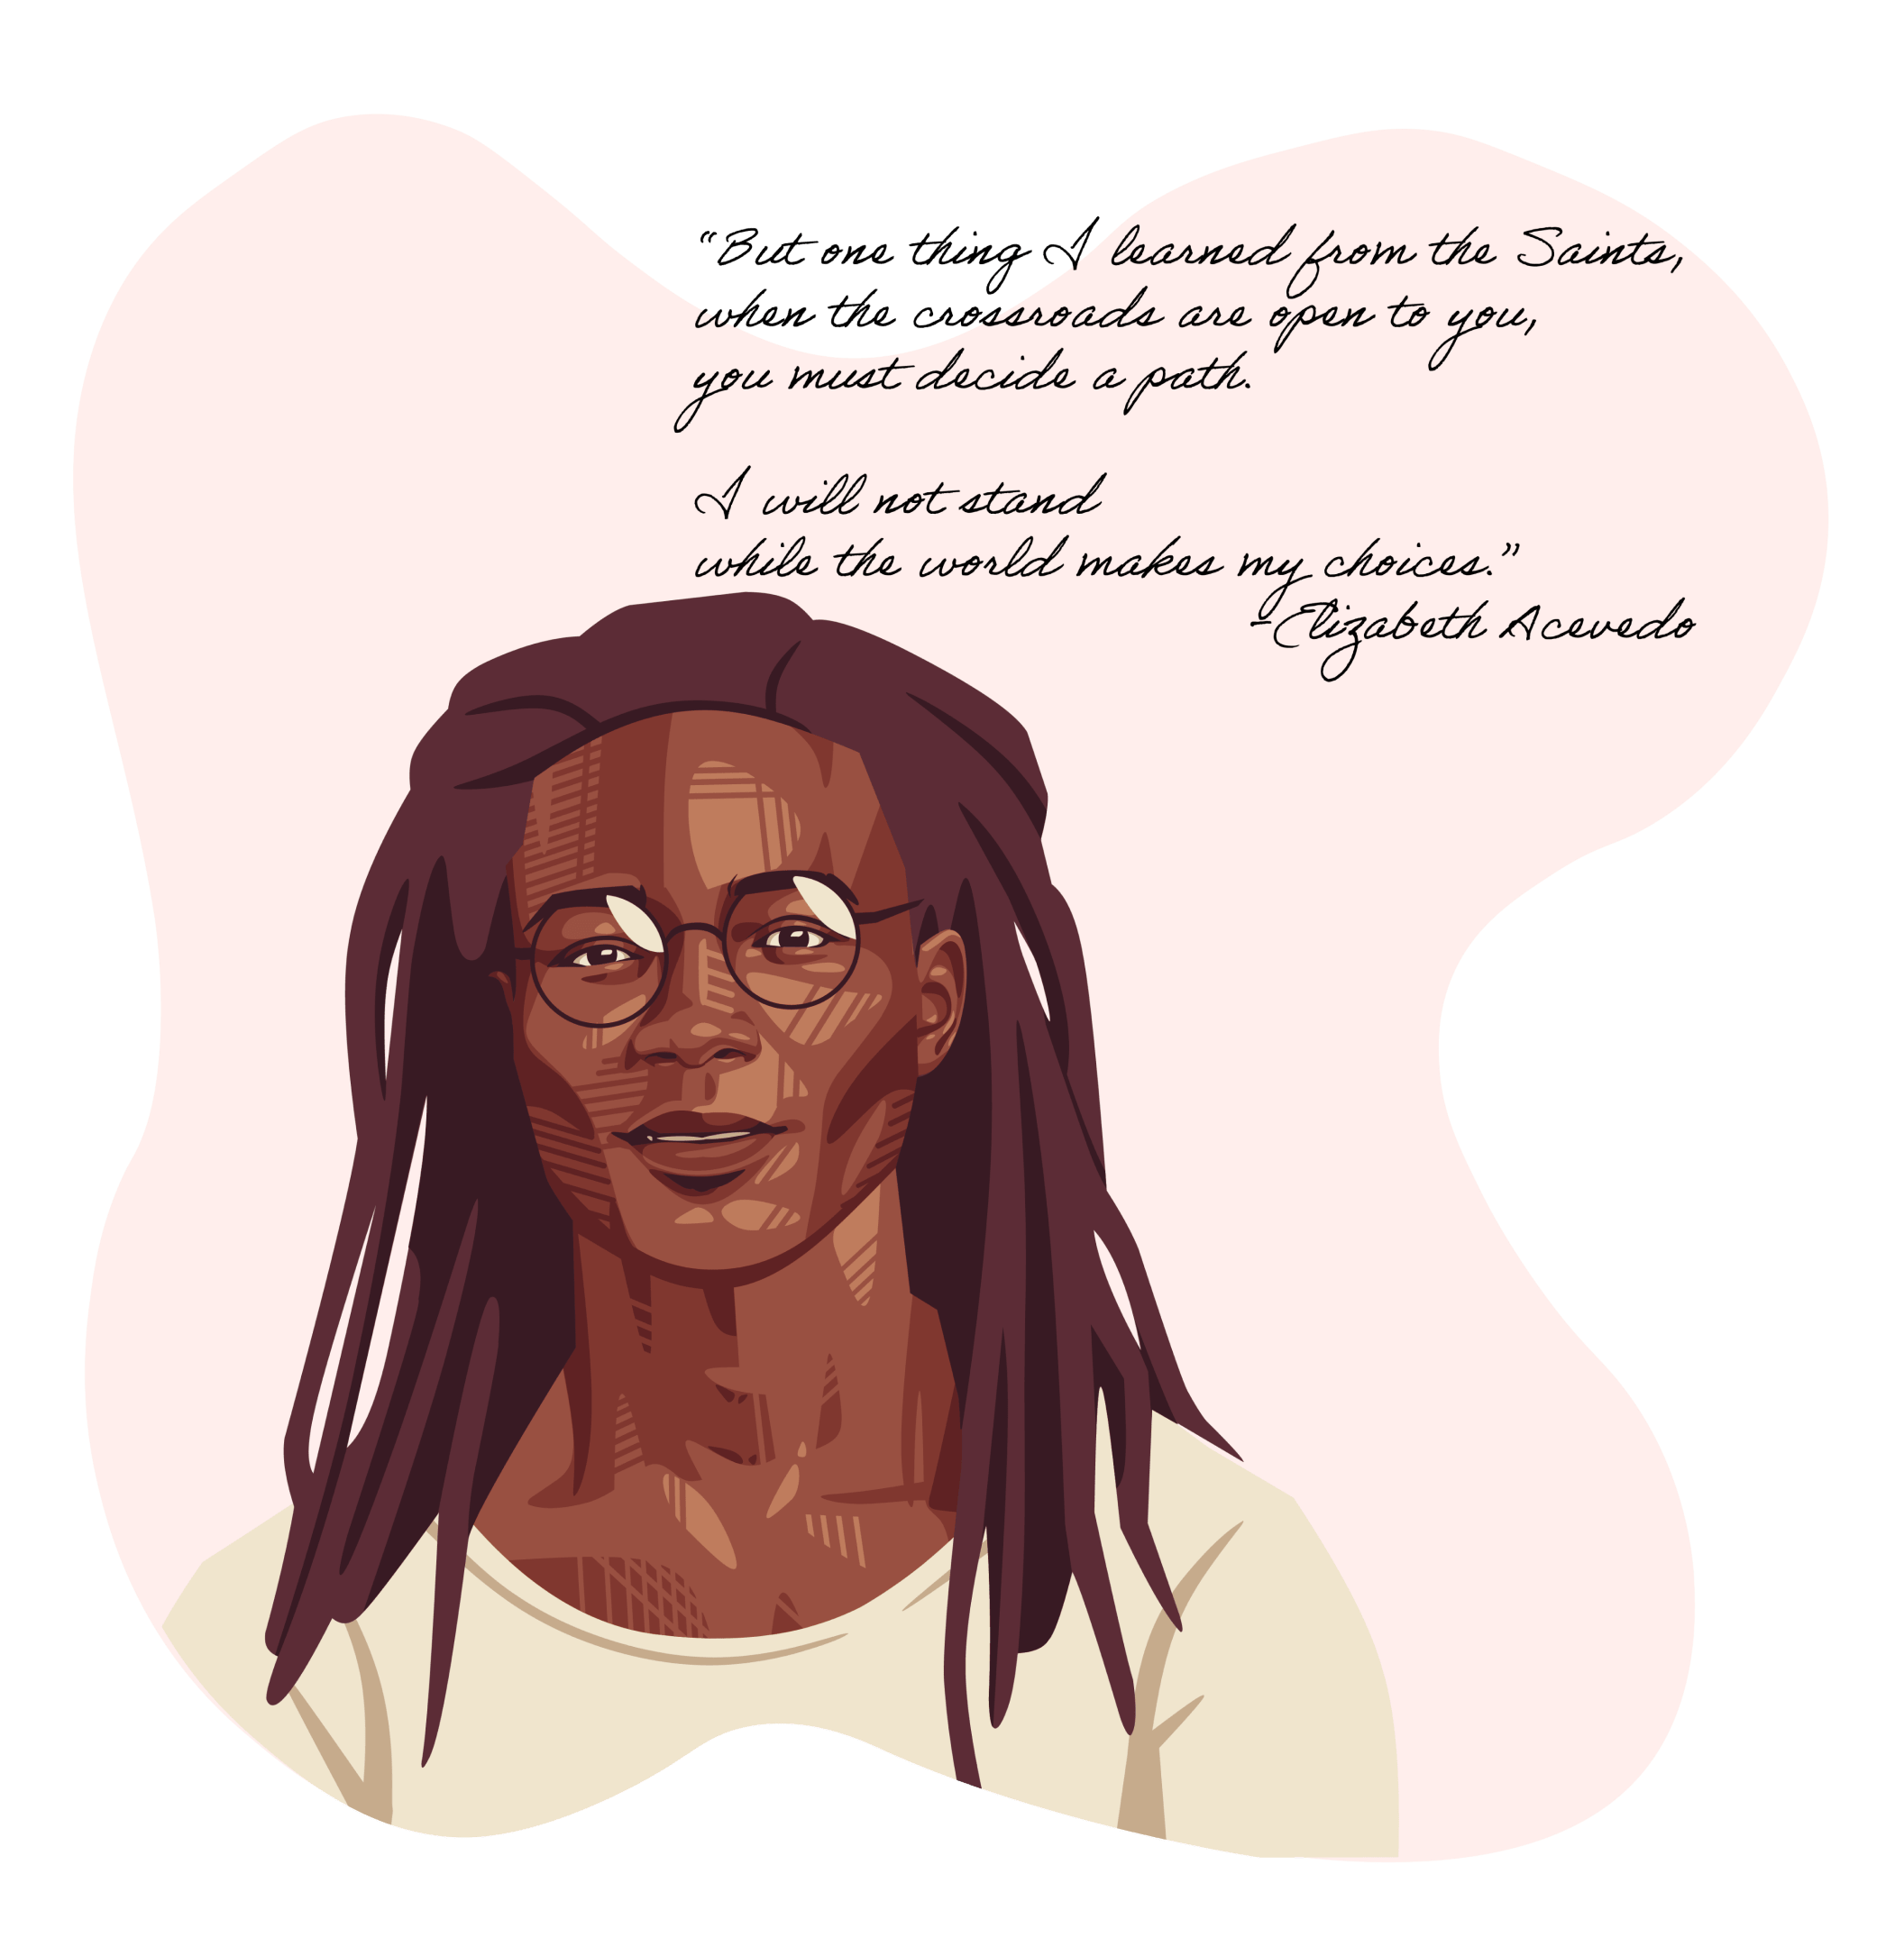 “But one thing I learned from the Saints,
when the crossroads are open to you,
you must decide a path.
I will not stand
while the world makes my choices.”
-Elizabeth Acevedo